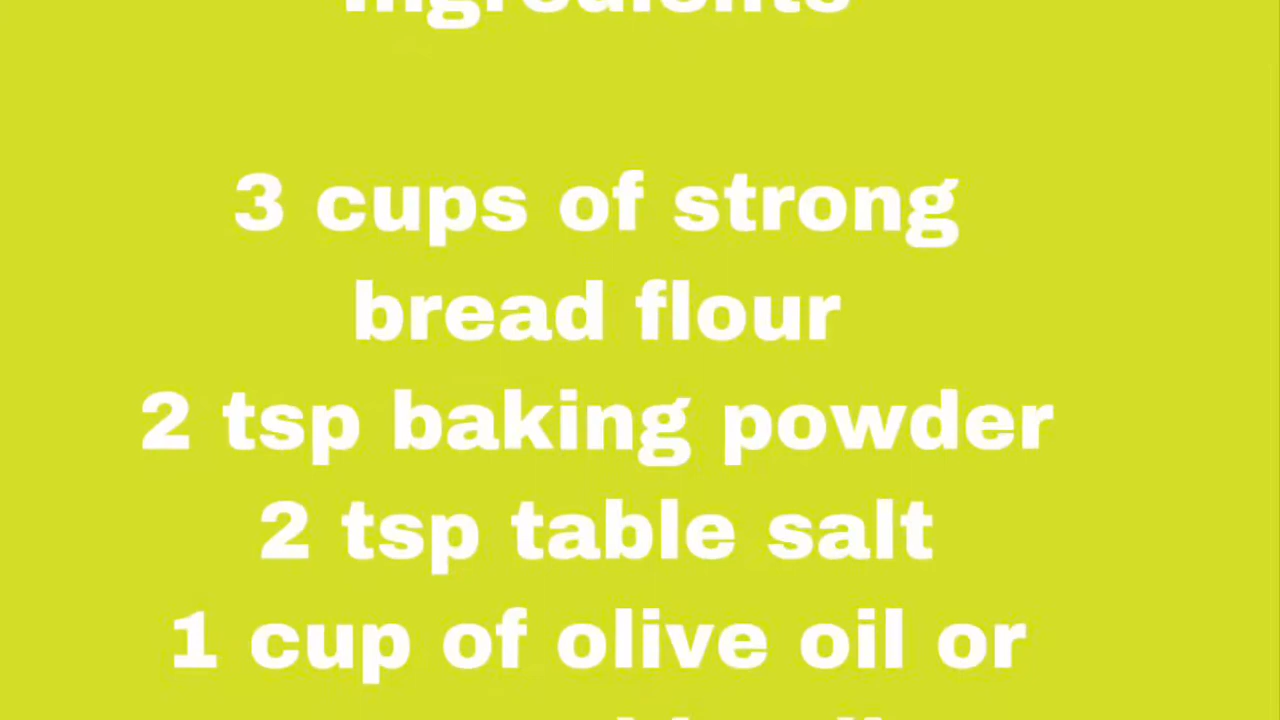 ingredients
3 cups of strong
bread flour
2 tsp baking powder
2 tsp table salt
1 cup of olive oil or